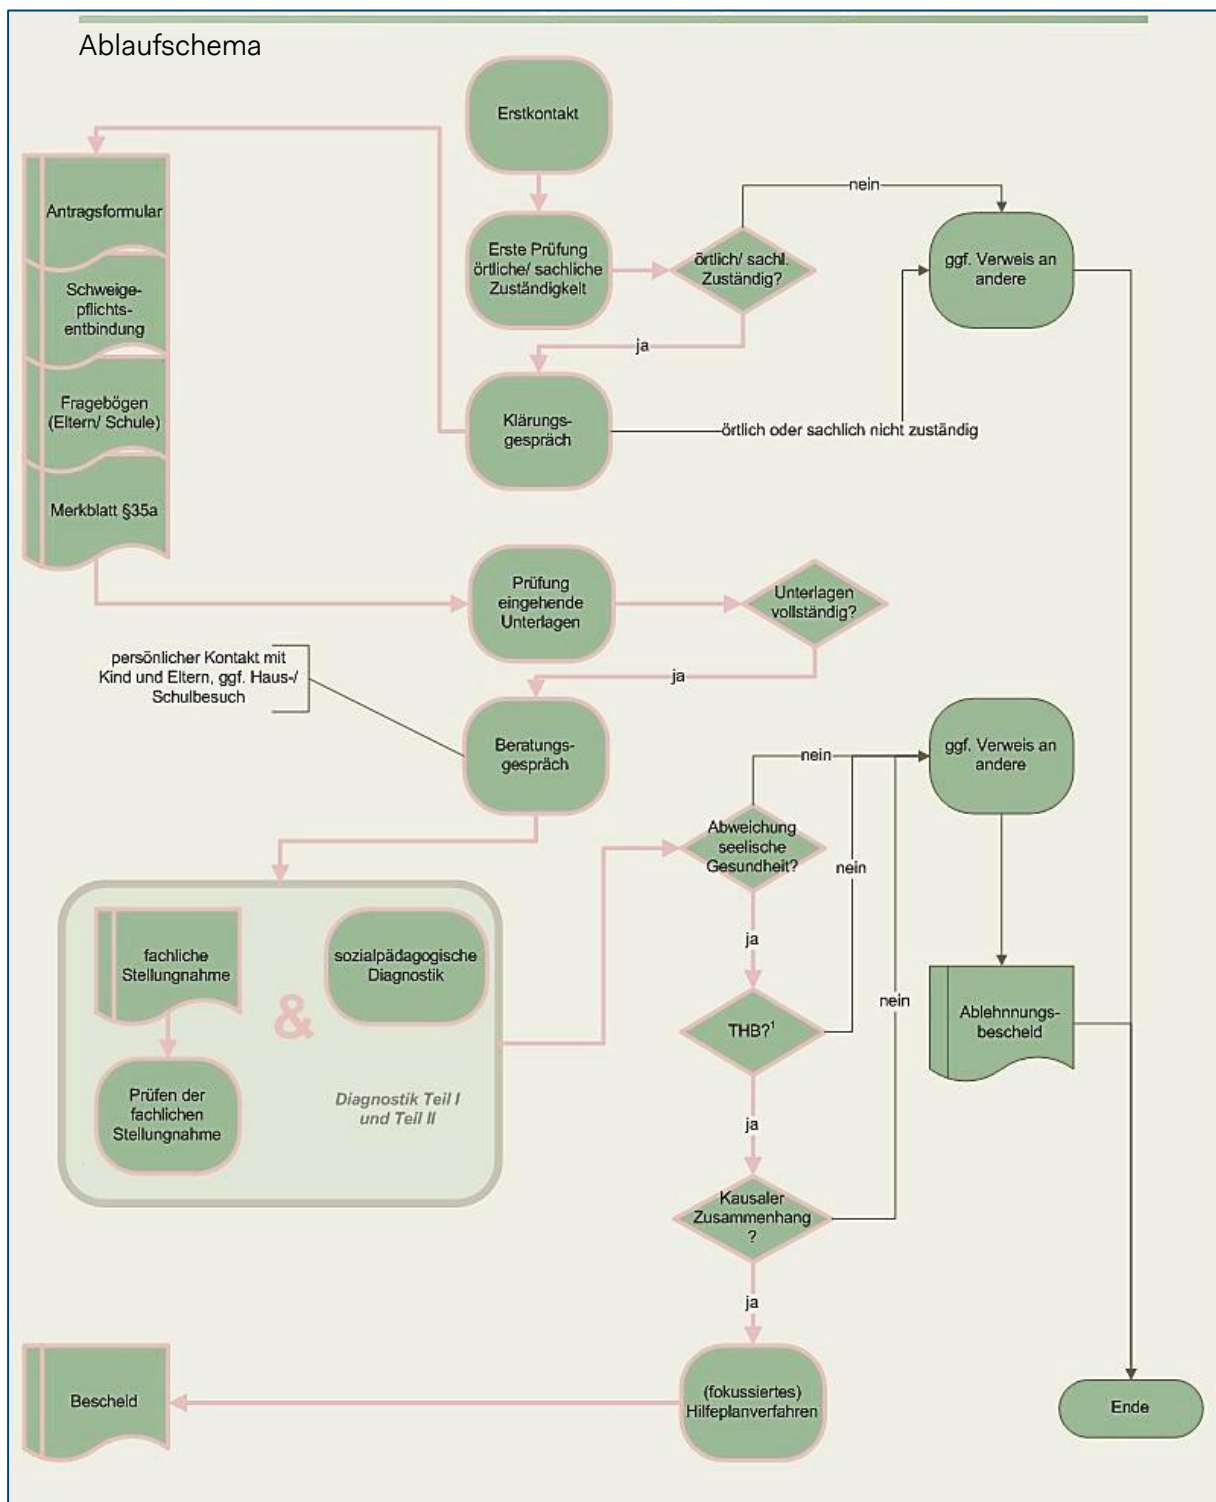 Ablaufschema
Erstkontakt
Antragsformular
Schweige-
pflichts-
entbindung
Fragebögen
(Eltern/ Schule)
Merkblatt §35a
Erste Prüfung
örtliche/ sachliche
Zuständigkeit
örtlich/ sachl.
Zuständig?
nein
ggf. Verweis an
andere
ja
Klärungs-
gespräch
örtlich oder sachlich nicht zuständig
Prüfung
eingehende
Unterlagen
Unterlagen
vollständig?
ja
persönlicher Kontakt mit
Kind und Eltern, ggf. Haus-/
Schulbesuch
Beratungs-
gespräch
nein
ggf. Verweis an
andere
Abweichung
seelische
Gesundheit?
nein
fachliche
Stellungnahme
&
sozialpädagogische
Diagnostik
ja
nein
THB?¹
Ablehnnungs-
bescheid
Prüfen der
fachlichen
Stellungnahme
Diagnostik Teil I
und Teil II
ja
Kausaler
Zusammenhang
?
ja
Bescheid
(fokussiertes)
Hilfeplanverfahren
Ende